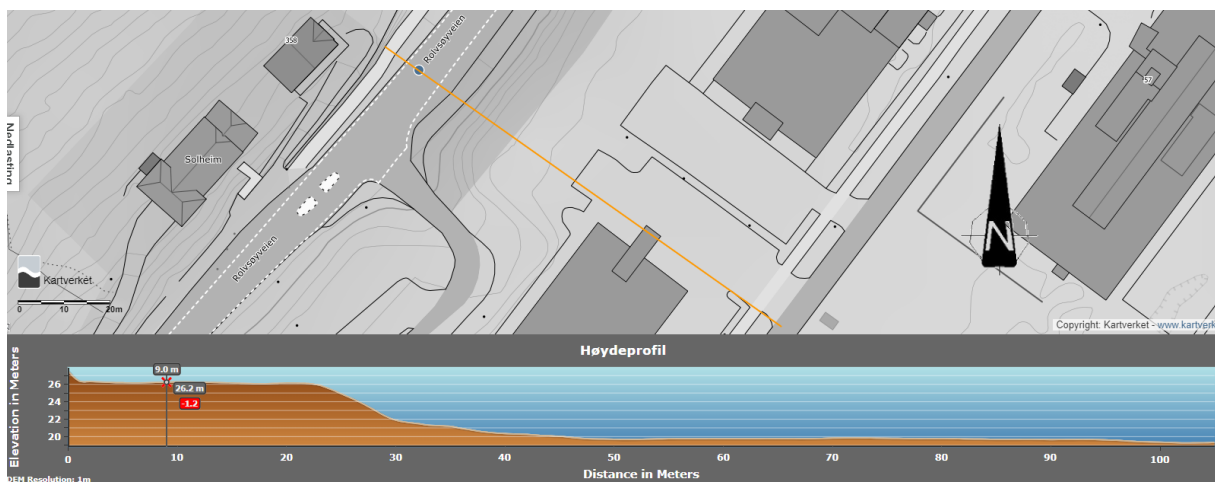 358
Rolvsøyveien
57
Solheim
Nedlasting
Rolvsøyveien
N
Kartverket
0 10 20m
Copyright: Kartverket - www.kartverk
Høydeprofil
Elevation in Meters
26
24
22
20
9.0 m
26.2 m
-1.2
0 10 20 30 40 50 60 70 80 90 100
Distance in Meters
DEM Resolution: 1m